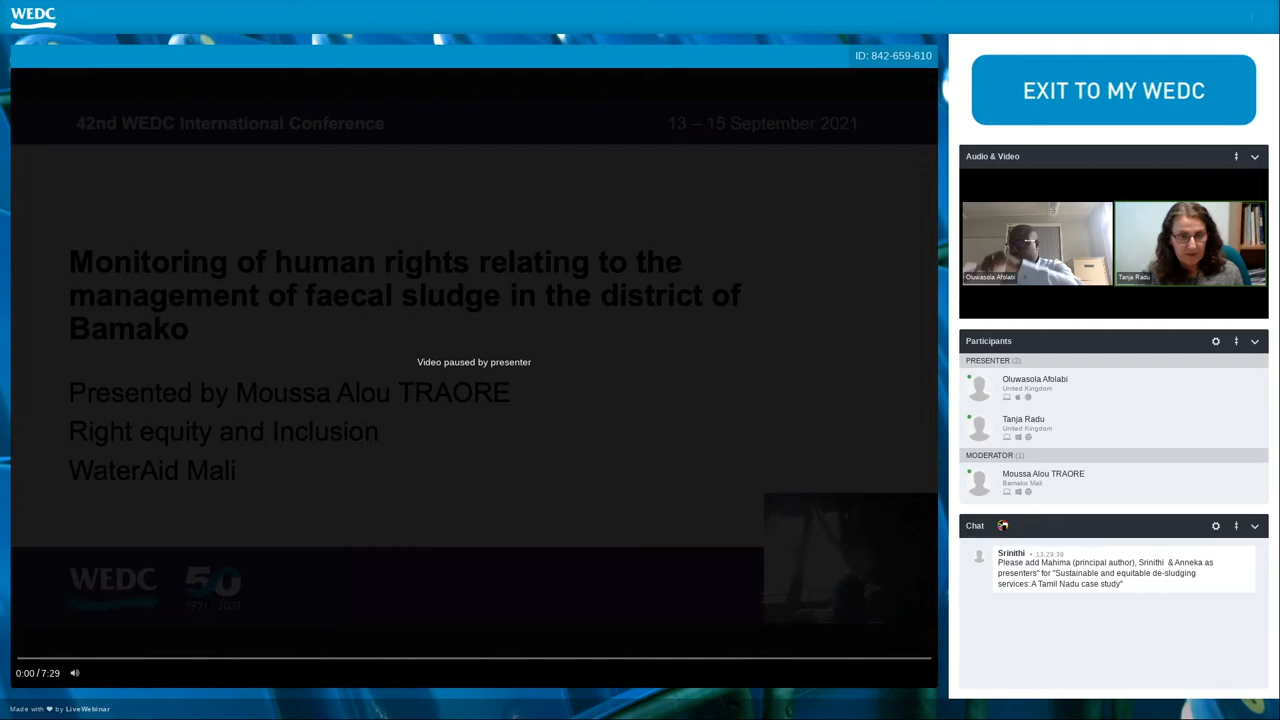 WEDC
ID: 842-659-610
42nd WEDC International Conference
13 – 15 September 2021
Monitoring of human rights relating to the
management of faecal sludge in the district of
Bamako
Video paused by presenter
Presented by Moussa Alou TRAORE
Right equity and Inclusion
WaterAid Mali
WEDC
50
1971 - 2021
0:00 / 7:29
Made with ❤ by LiveWebinar
EXIT TO MY WEDC
Audio & Video
Oluwasola Afolabi
Tanja Radu
Participants
PRESENTER (2)
Oluwasola Afolabi
United Kingdom
Tanja Radu
United Kingdom
MODERATOR (1)
Moussa Alou TRAORE
Bamako Mali
Chat
Srinithi • 13:29:39
Please add Mahima (principal author), Srinithi & Anneka as
presenters" for "Sustainable and equitable de-sludging
services: A Tamil Nadu case study"